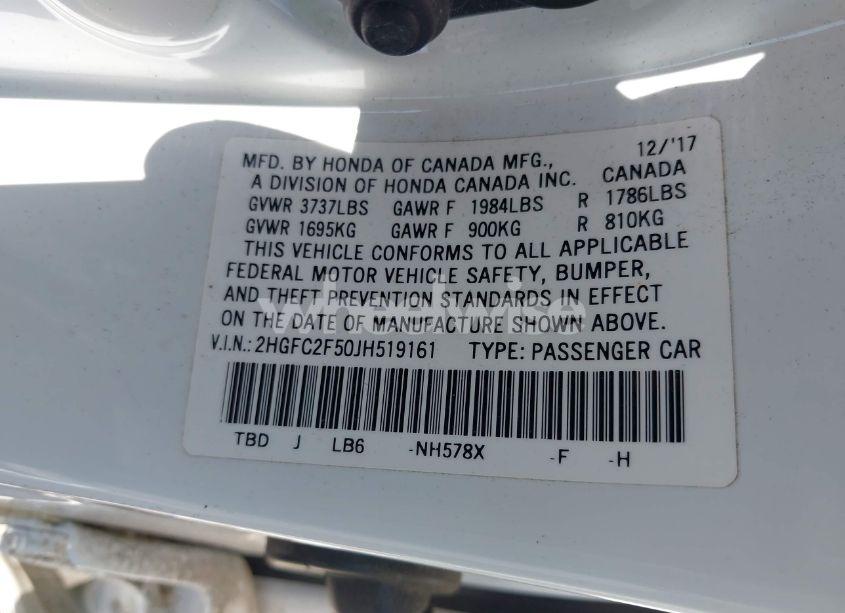 12/'17
MFD. BY HONDA OF CANADA MFG.,
A DIVISION OF HONDA CANADA INC. CANADA
GVWR 3737LBS GAWR F 1984LBS R 1786LBS
GVWR 1695KG GAWR F 900KG R 810KG
THIS VEHICLE CONFORMS TO ALL APPLICABLE
FEDERAL MOTOR VEHICLE SAFETY, BUMPER,
AND THEFT PREVENTION STANDARDS IN EFFECT
ON THE DATE OF MANUFACTURE SHOWN ABOVE.
wheelwise
V.I.N.: 2HGFC2F50JH519161 TYPE: PASSENGER CAR
TBD J LB6 -NH578X -F -H